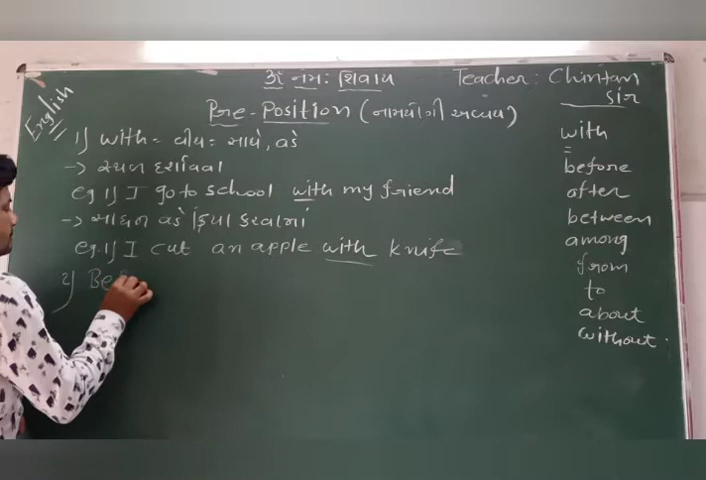 ૐ નમઃ શિવાય
Teacher: Chintan Sir
English
Pre-Position (નામયોગી અવ્યય)
1) with = વીથ = સાથે, વડે
-> સંબંધ દર્શાવવા
eg 1) I go to school with my friend
-> સાધન વડે ક્રિયા કરવામાં
eg. 1) I cut an apple with knife
2) Be
with
before
after
between
among
from
to
about
without